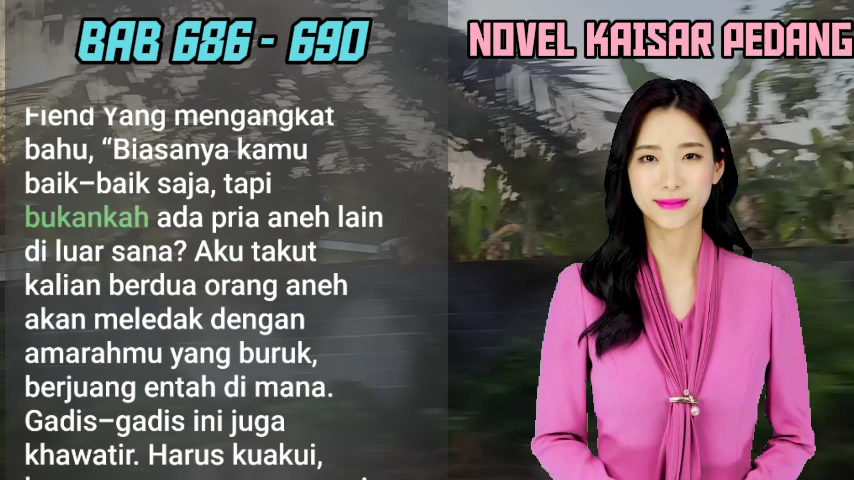 BAB 686 - 690
NOVEL KAISAR PEDANG
Fiend Yang mengangkat
bahu, “Biasanya kamu
baik–baik saja, tapi
bukankah ada pria aneh lain
di luar sana? Aku takut
kalian berdua orang aneh
akan meledak dengan
amarahmu yang buruk,
berjuang entah di mana.
Gadis–gadis ini juga
khawatir. Harus kuakui,